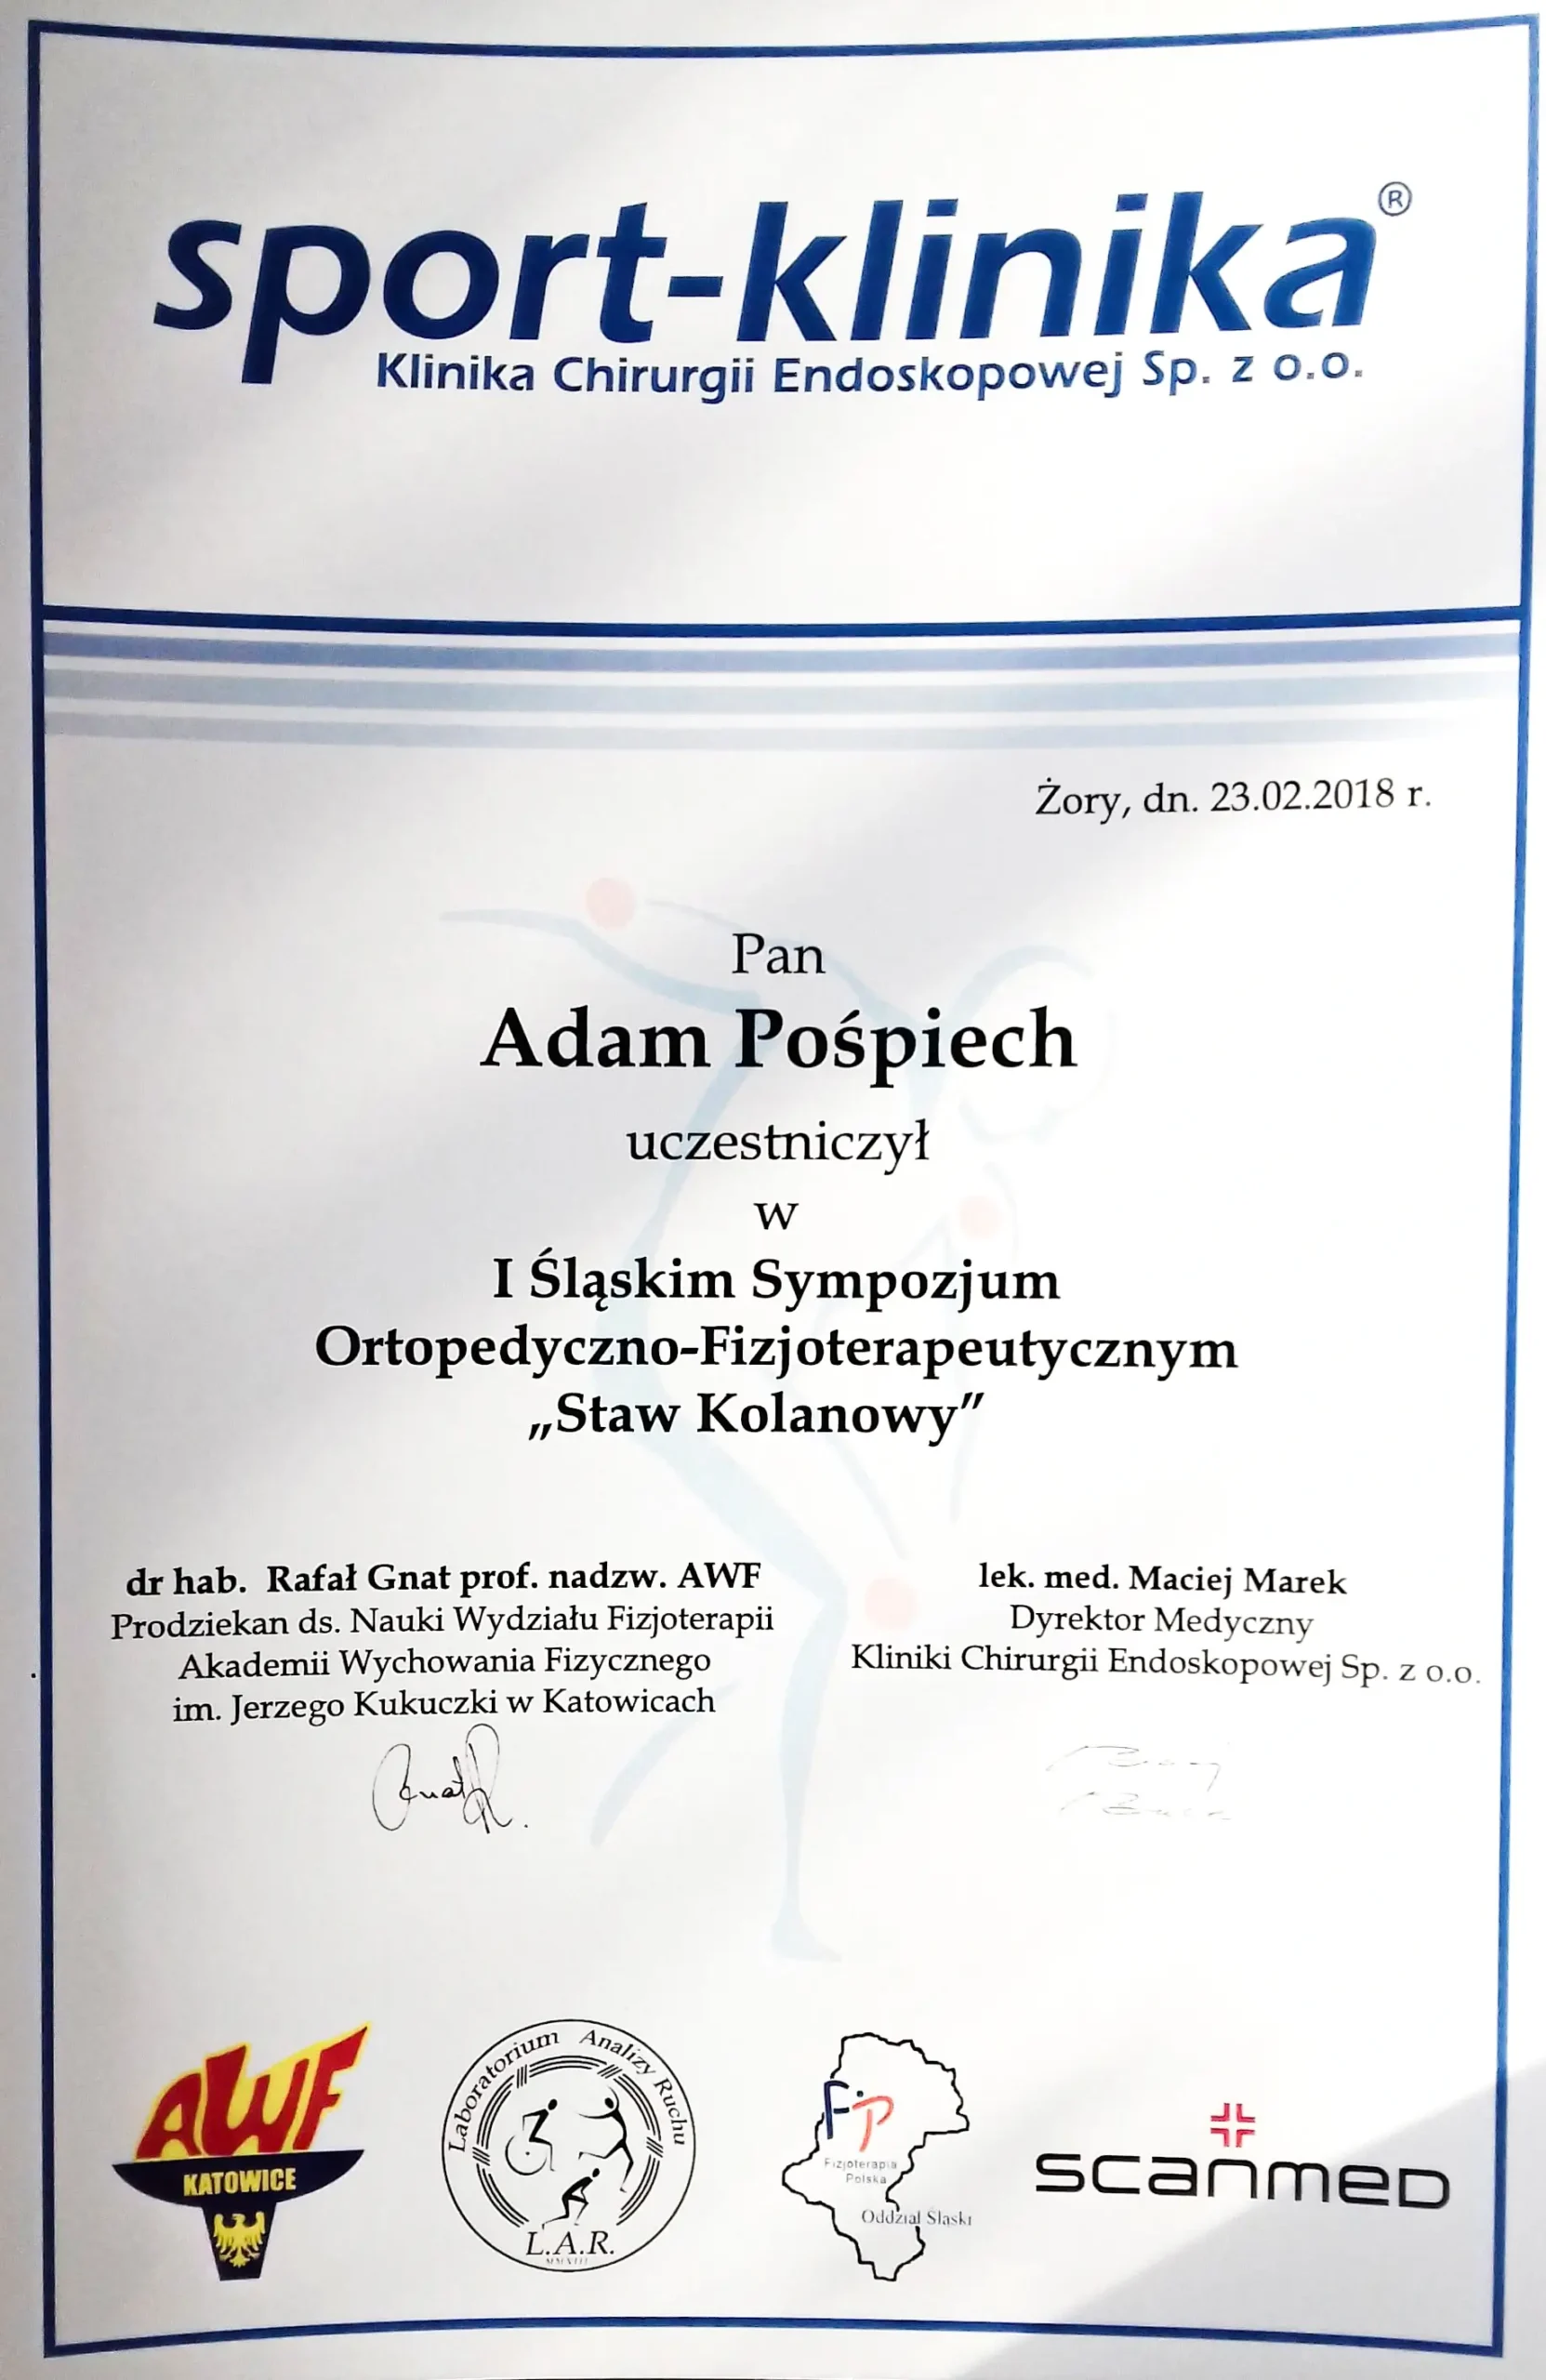 sport-klinika®
Klinika Chirurgii Endoskopowej Sp. z o.o.
Żory, dn. 23.02.2018 r.
Pan
Adam Pośpiech
uczestniczył
w
I Śląskim Sympozjum
Ortopedyczno-Fizjoterapeutycznym
„Staw Kolanowy”
dr hab. Rafał Gnat prof. nadzw. AWF
Prodziekan ds. Nauki Wydziału Fizjoterapii
Akademii Wychowania Fizycznego
im. Jerzego Kukuczki w Katowicach
lek. med. Maciej Marek
Dyrektor Medyczny
Kliniki Chirurgii Endoskopowej Sp. z o.o.
AWF
KATOWICE
Laboratorium Analizy Ruchu
L.A.R.
FiP
Fizjoterapia
Polska
Oddział Śląski
scanmed